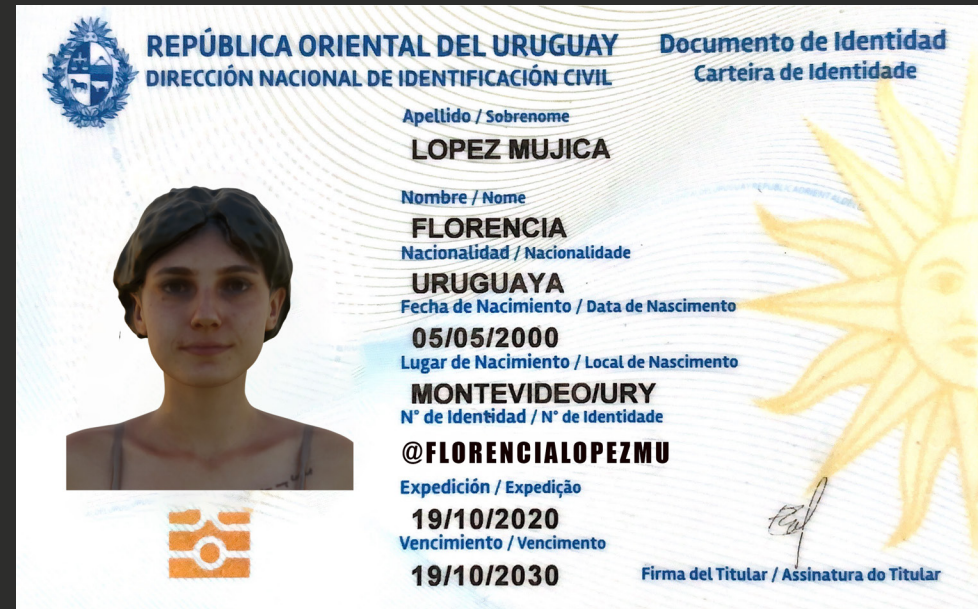 REPÚBLICA ORIENTAL DEL URUGUAY
DIRECCIÓN NACIONAL DE IDENTIFICACIÓN CIVIL
Documento de Identidad
Carteira de Identidade
Apellido / Sobrenome
LOPEZ MUJICA
Nombre / Nome
FLORENCIA
Nacionalidad / Nacionalidade
URUGUAYA
Fecha de Nacimiento / Data de Nascimento
05/05/2000
Lugar de Nacimiento / Local de Nascimento
MONTEVIDEO/URY
N° de Identidad / N° de Identidade
@FLORENCIALOPEZMU
Expedición / Expedição
19/10/2020
Vencimiento / Vencimento
19/10/2030
Firma del Titular / Assinatura do Titular